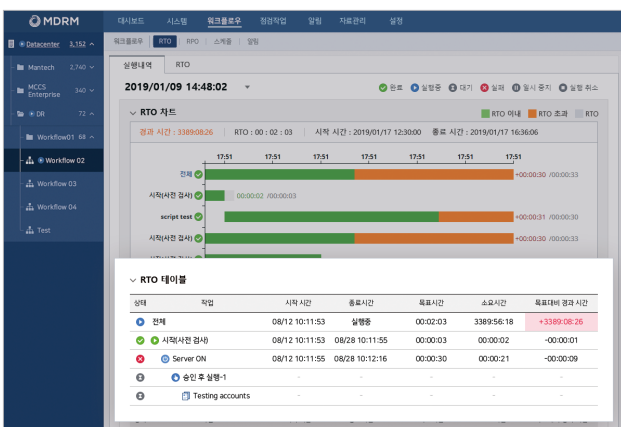 MDRM
대시보드 시스템 워크플로우 점검작업 알림 자료관리 설정
Datacenter 3,152
워크플로우 RTO RPO 스케줄 알림
Mantech 2,740
실행내역 RTO
MCCS Enterprise 340
2019/01/09 14:48:02
완료 실행중 대기 실패 일시 중지 실행 취소
DR 72
RTO 차트
RTO 이내 RTO 초과 RTO
Workflow01 68
경과 시간 : 3389:08:26 RTO : 00 : 02 : 03 시작 시간 : 2019/01/17 12:30:00 종료 시간 : 2019/01/17 16:36:06
Workflow 02
17:51 17:51 17:51 17:51 17:51 17:51 17:51
전체 +00:00:30 /00:00:33
Workflow 03
시작(사전 검사) 00:00:02 /00:00:03
Workflow 04
script test +00:00:31 /00:00:30
Test
시작(사전 검사) +00:00:30 /00:00:33
RTO 테이블
상태 작업 시작 시간 종료시간 목표시간 소요시간 목표대비 경과 시간
전체 08/12 10:11:53 실행중 00:02:03 3389:56:18 +3389:08:26
시작(사전 검사) 08/12 10:11:53 08/28 10:11:55 00:00:03 00:00:02 -00:00:01
Server ON 08/12 10:11:55 08/28 10:12:16 00:00:30 00:00:21 -00:00:09
승인 후 실행-1 - - - - -
Testing accounts - - - - -